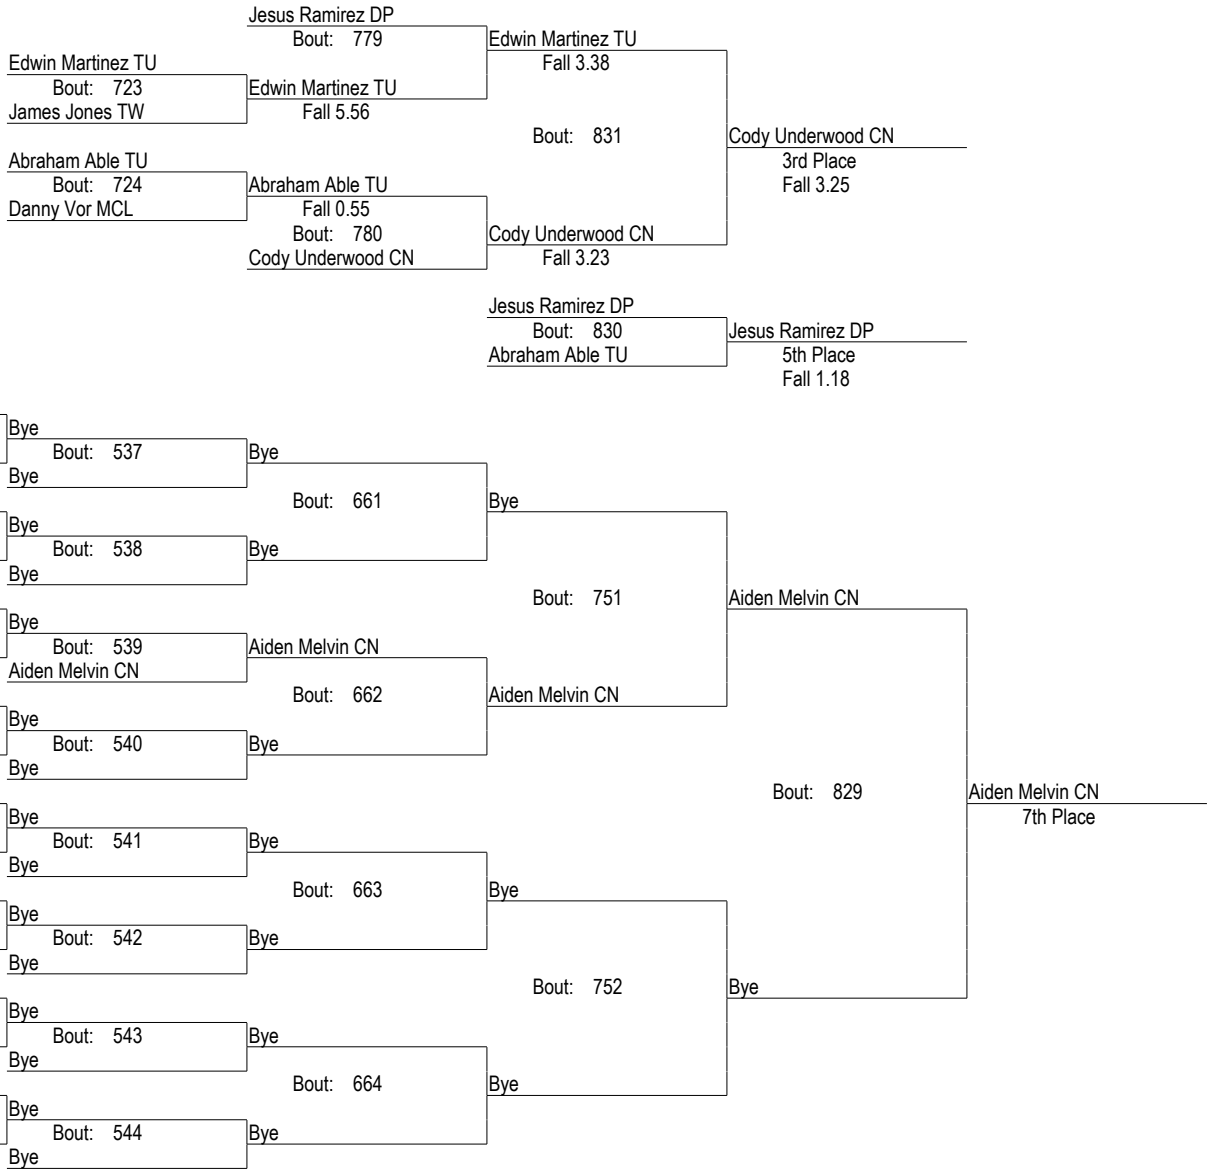 Jesus Ramirez DP
Bout: 779
Edwin Martinez TU
Edwin Martinez TU
Fall 3.38
Bout: 723
Edwin Martinez TU
James Jones TW
Fall 5.56
Bout: 831
Cody Underwood CN
Abraham Able TU
3rd Place
Bout: 724
Abraham Able TU
Fall 3.25
Danny Vor MCL
Fall 0.55
Bout: 780
Cody Underwood CN
Cody Underwood CN
Fall 3.23
Jesus Ramirez DP
Bout: 830
Jesus Ramirez DP
Abraham Able TU
5th Place
Fall 1.18
Bye
Bout: 537
Bye
Bye
Bout: 661
Bye
Bye
Bout: 538
Bye
Bye
Bout: 751
Aiden Melvin CN
Bye
Bout: 539
Aiden Melvin CN
Aiden Melvin CN
Bout: 662
Aiden Melvin CN
Bye
Bout: 540
Bye
Bye
Bout: 829
Aiden Melvin CN
7th Place
Bye
Bout: 541
Bye
Bye
Bout: 663
Bye
Bye
Bout: 542
Bye
Bye
Bout: 752
Bye
Bye
Bout: 543
Bye
Bye
Bout: 664
Bye
Bye
Bout: 544
Bye
Bye